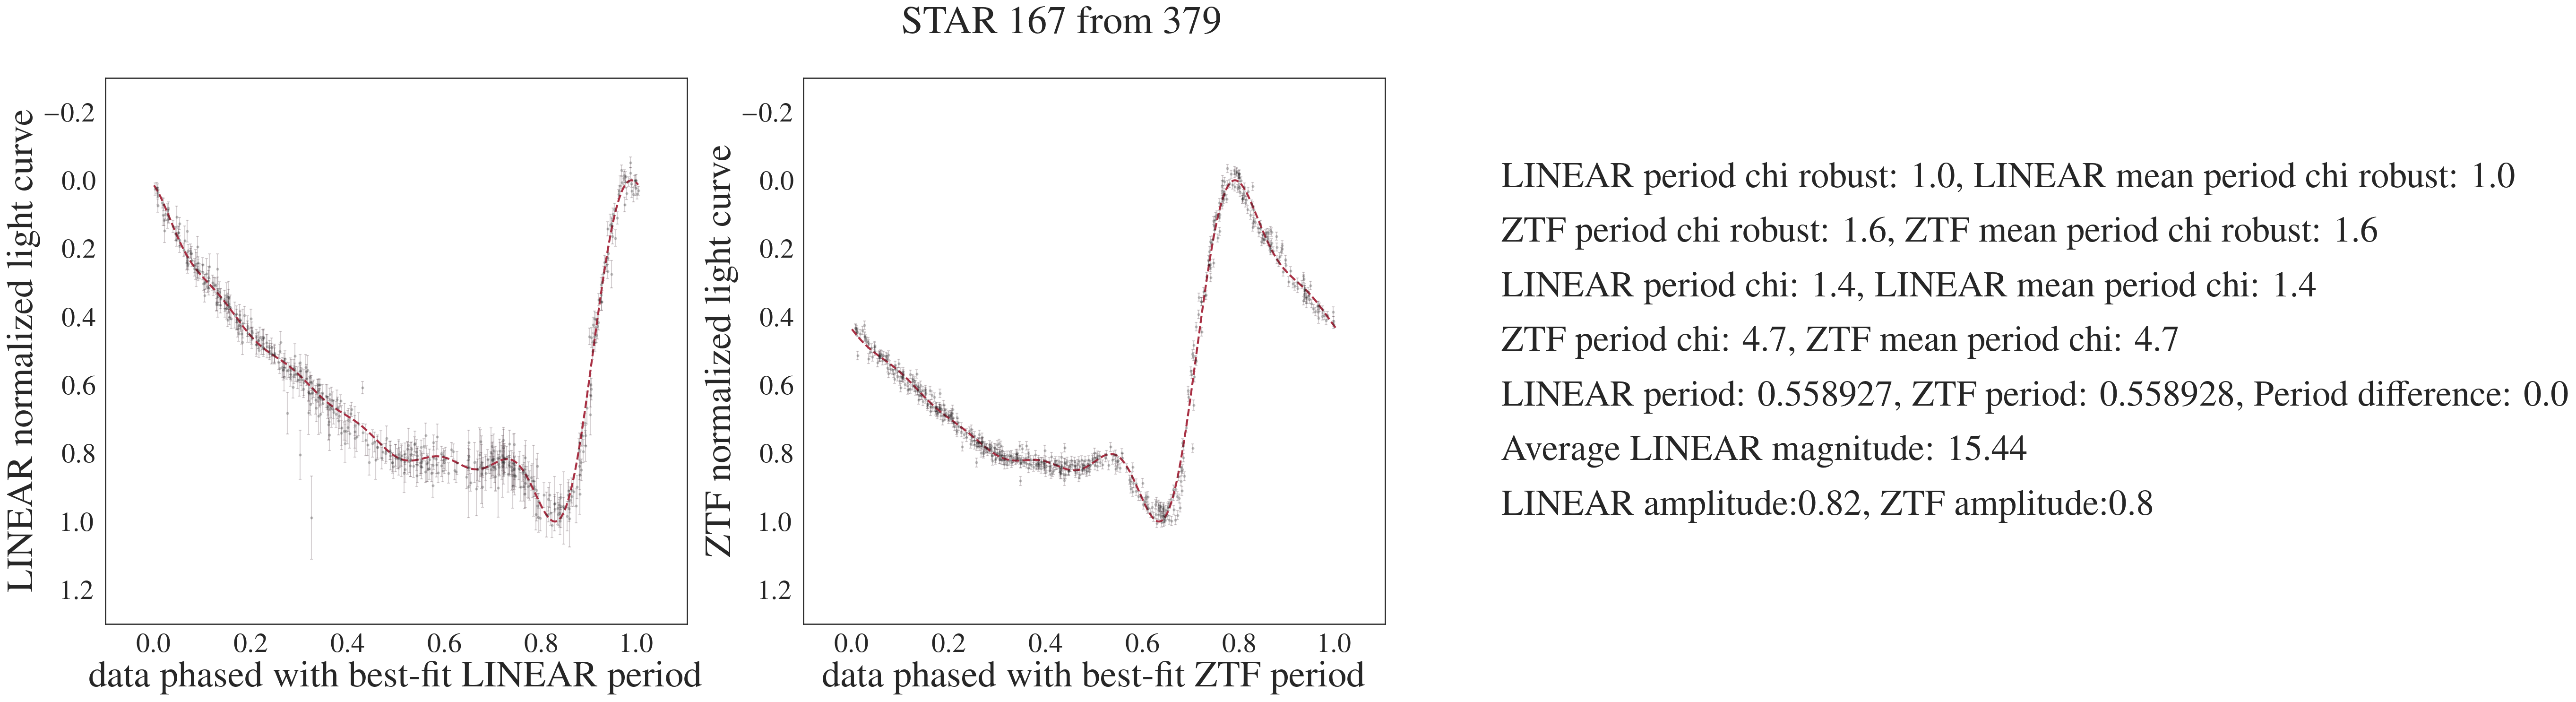 STAR 167 from 379
LINEAR normalized light curve
−0.2
0.0
0.2
0.4
0.6
0.8
1.0
1.2
0.0 0.2 0.4 0.6 0.8 1.0
data phased with best-fit LINEAR period
ZTF normalized light curve
−0.2
0.0
0.2
0.4
0.6
0.8
1.0
1.2
0.0 0.2 0.4 0.6 0.8 1.0
data phased with best-fit ZTF period
LINEAR period chi robust: 1.0, LINEAR mean period chi robust: 1.0
ZTF period chi robust: 1.6, ZTF mean period chi robust: 1.6
LINEAR period chi: 1.4, LINEAR mean period chi: 1.4
ZTF period chi: 4.7, ZTF mean period chi: 4.7
LINEAR period: 0.558927, ZTF period: 0.558928, Period difference: 0.0
Average LINEAR magnitude: 15.44
LINEAR amplitude:0.82, ZTF amplitude:0.8